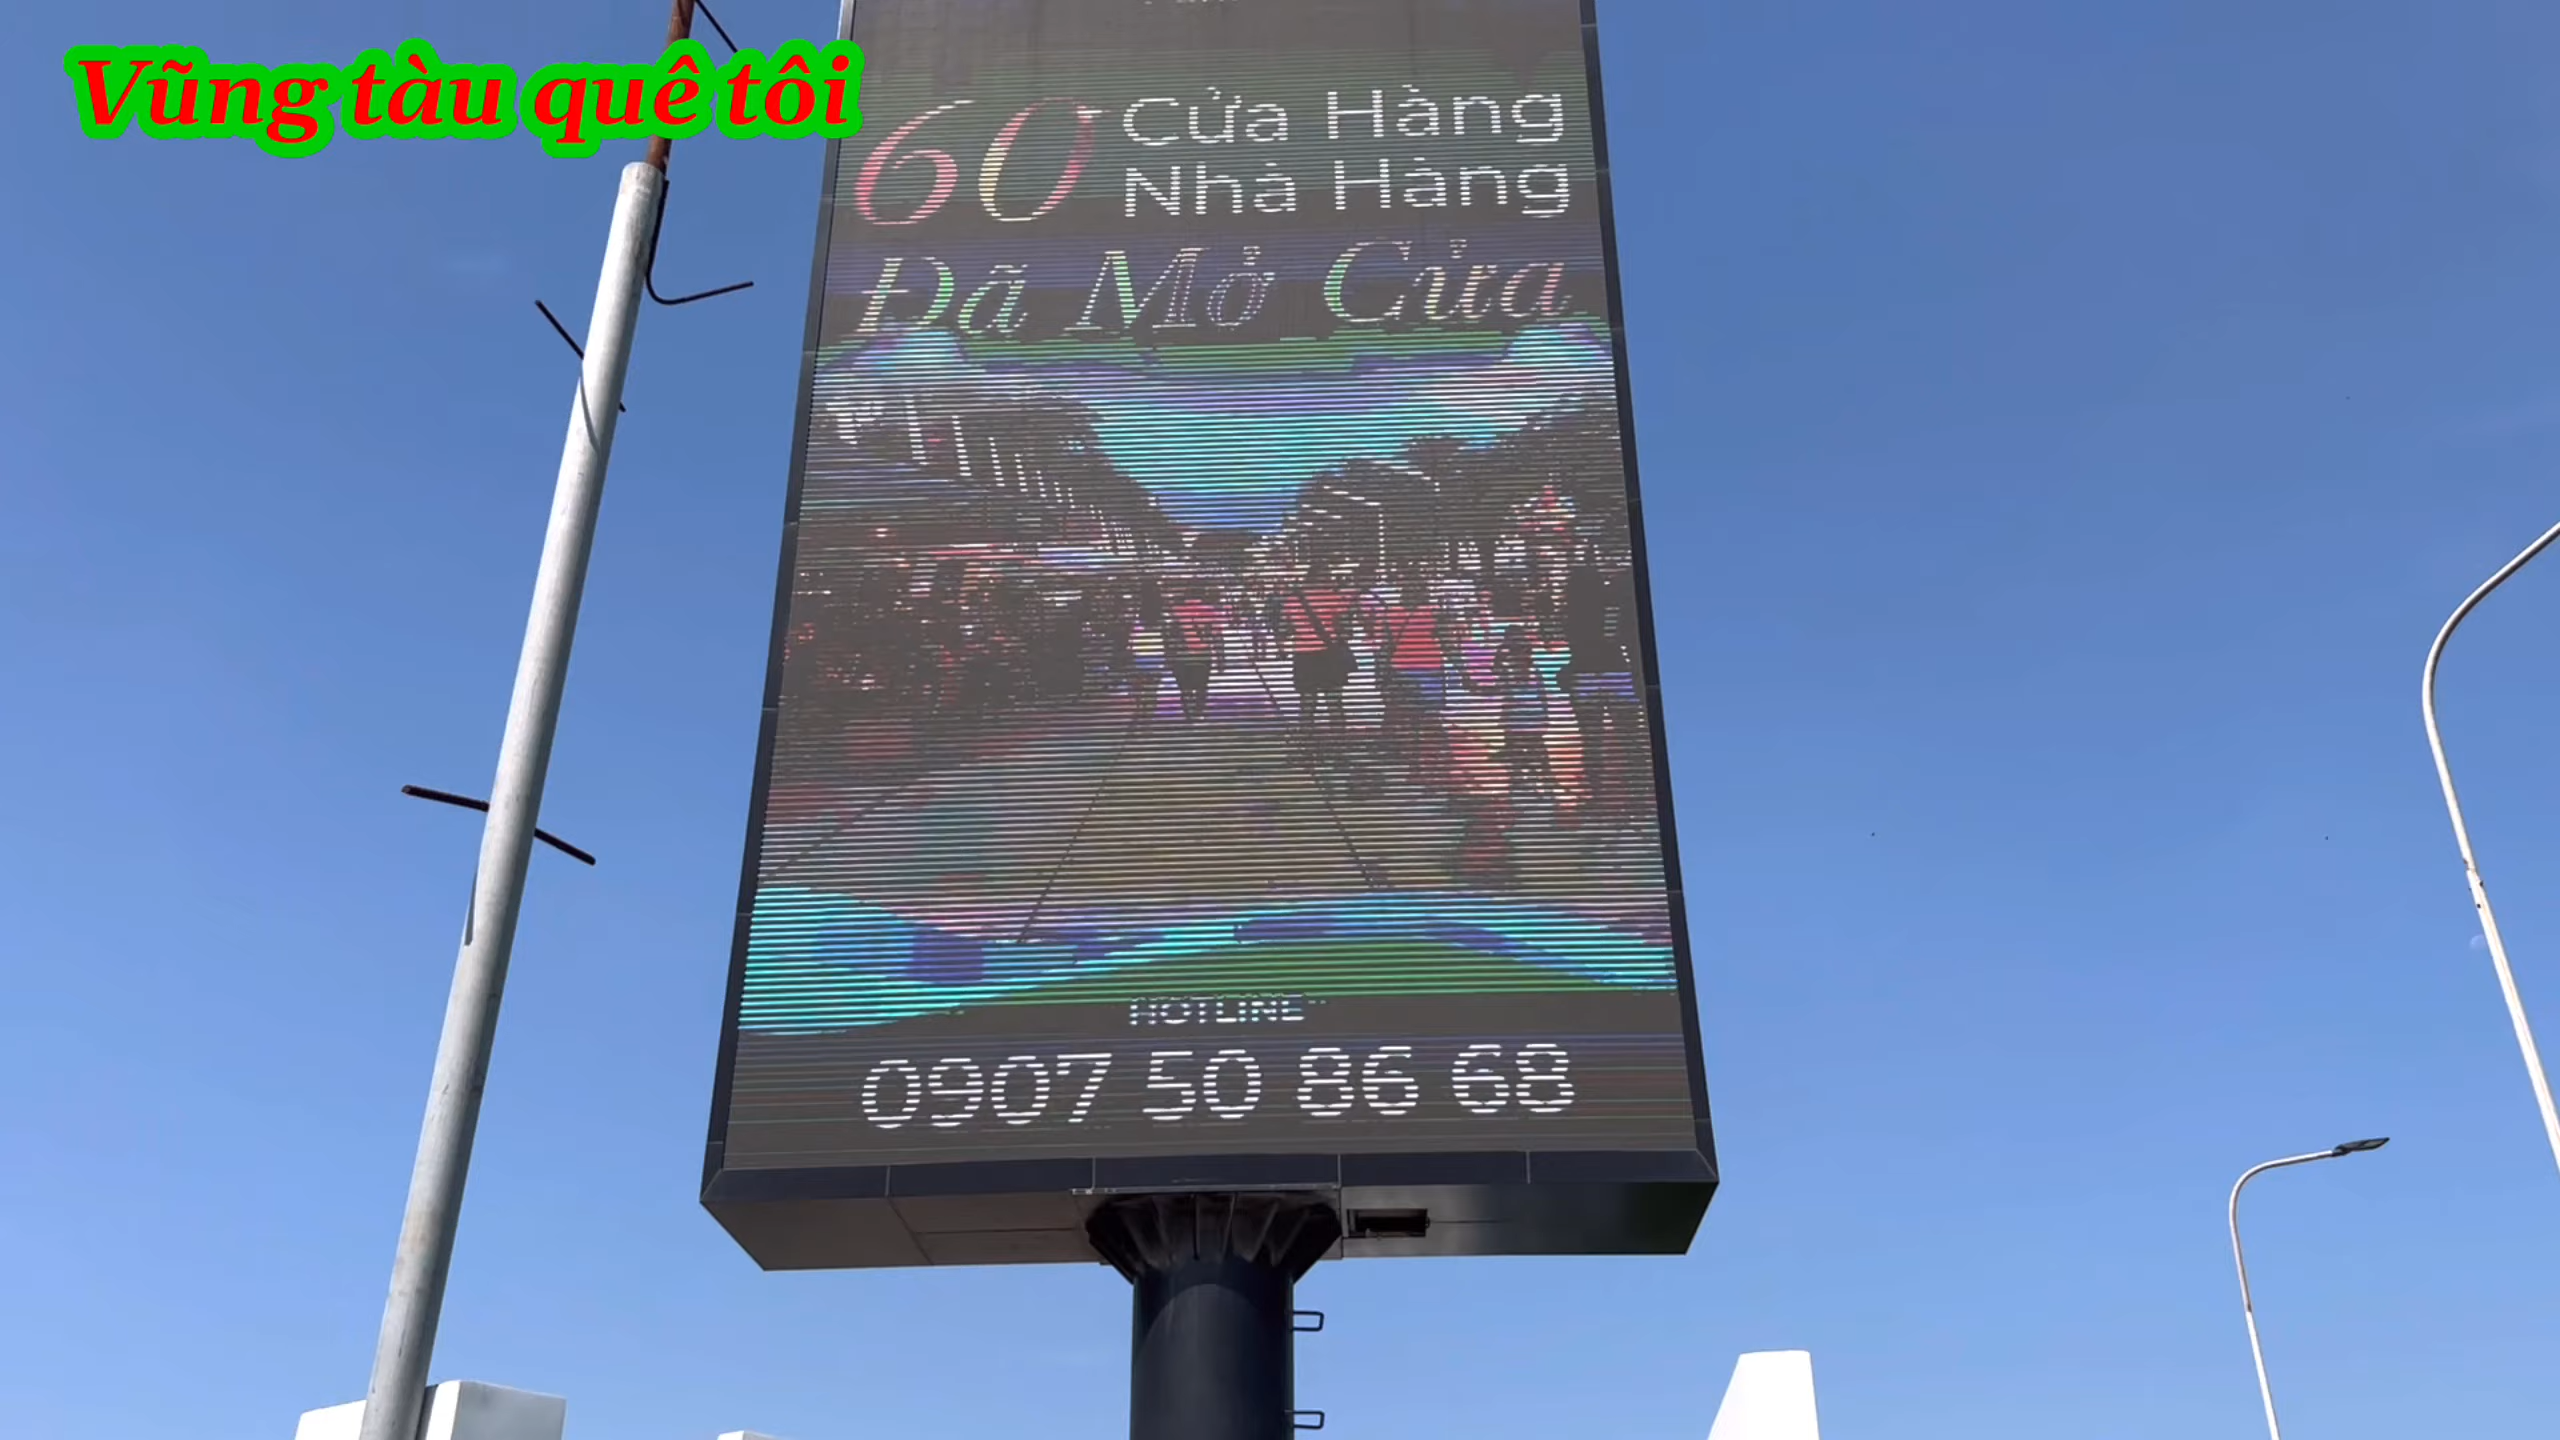 Vũng tàu quê tôi
60 Cửa Hàng
Nhà Hàng
Đã Mở Cửa
HOTLINE
0907 50 86 68